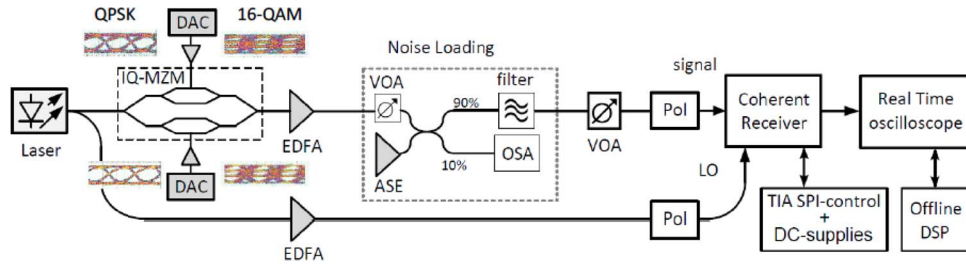 QPSK
DAC
16-QAM
IQ-MZM
Laser
DAC
EDFA
EDFA
Noise Loading
VOA
ASE
90%
10%
filter
OSA
VOA
signal
Pol
LO
Pol
Coherent
Receiver
Real Time
oscilloscope
TIA SPI-control
+
DC-supplies
Offline
DSP